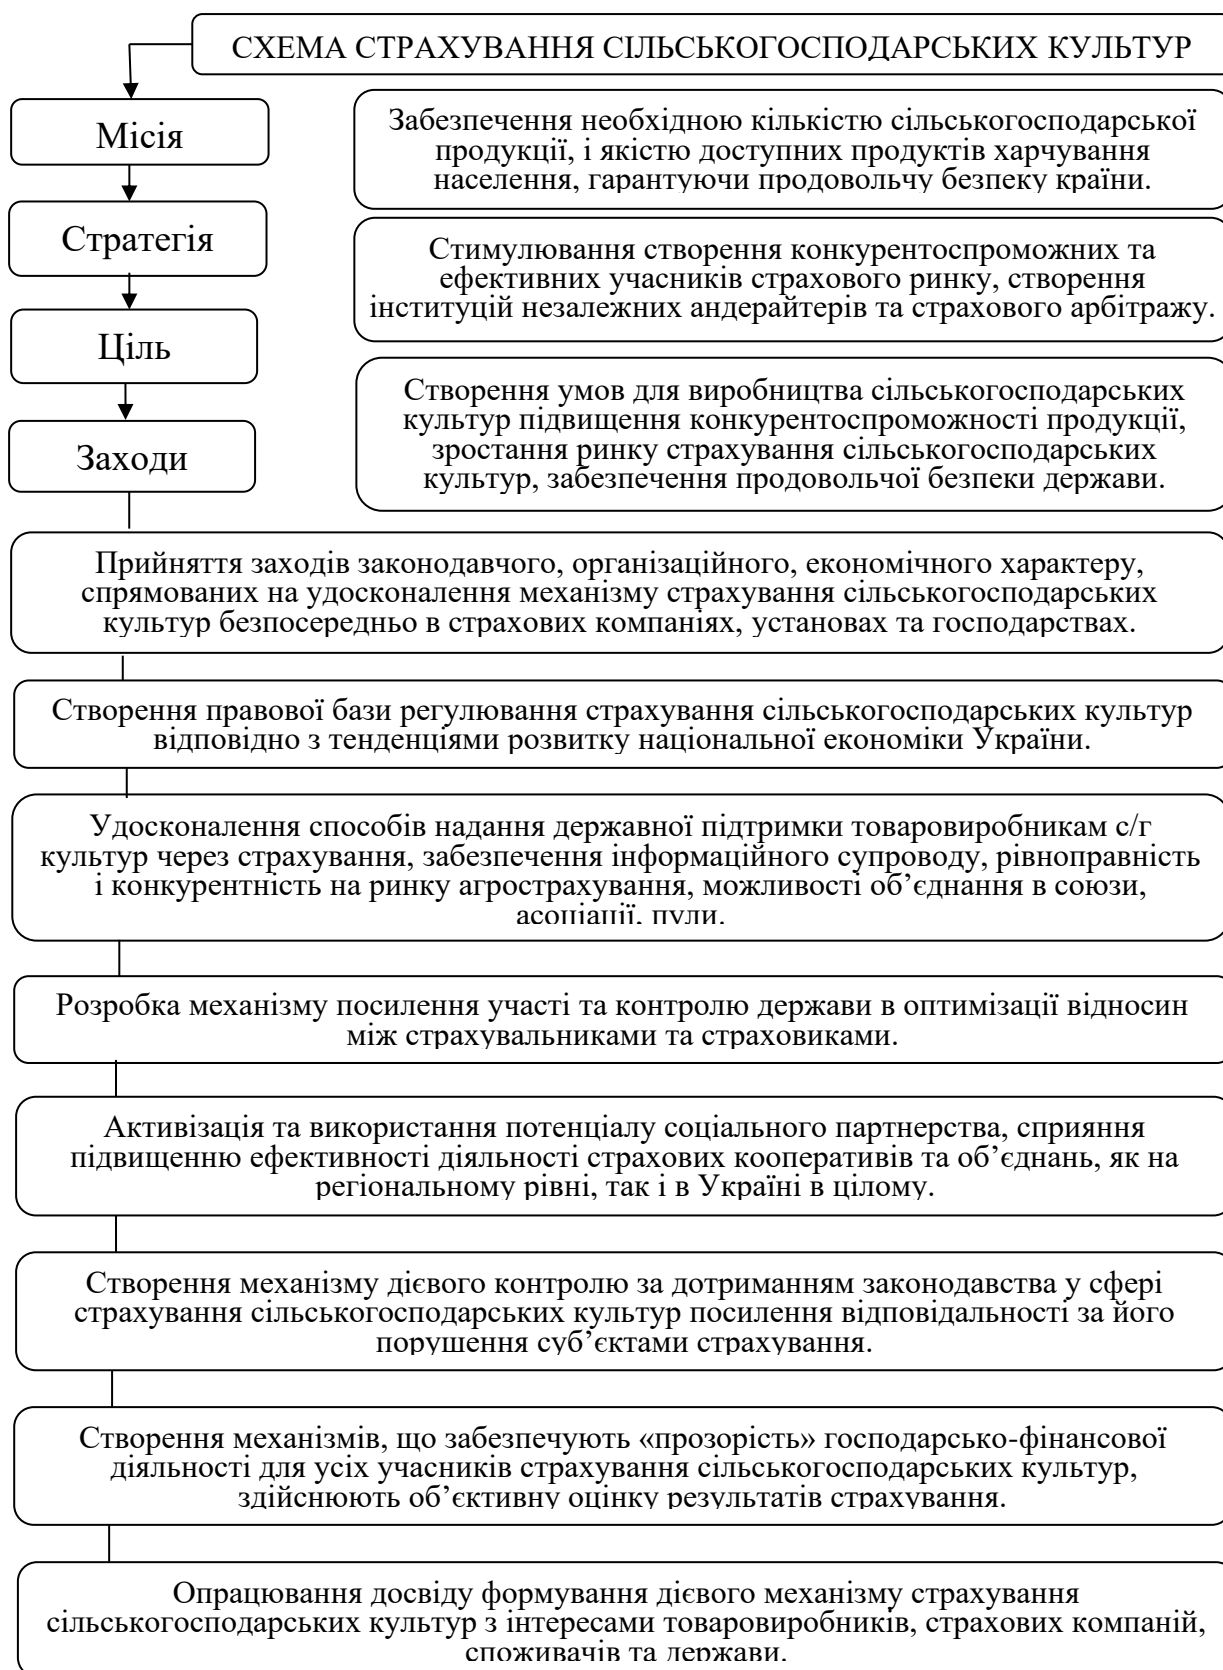 СХЕМА СТРАХУВАННЯ СІЛЬСЬКОГОСПОДАРСЬКИХ КУЛЬТУР
Місія
Забезпечення необхідною кількістю сільськогосподарської
продукції, і якістю доступних продуктів харчування
населення, гарантуючи продовольчу безпеку країни.
Стратегія
Стимулювання створення конкурентоспроможних та
ефективних учасників страхового ринку, створення
інституцій незалежних андерайтерів та страхового арбітражу.
Ціль
Створення умов для виробництва сільськогосподарських
культур підвищення конкурентоспроможності продукції,
зростання ринку страхування сільськогосподарських
культур, забезпечення продовольчої безпеки держави.
Заходи
Прийняття заходів законодавчого, організаційного, економічного характеру,
спрямованих на удосконалення механізму страхування сільськогосподарських
культур безпосередньо в страхових компаніях, установах та господарствах.
Створення правової бази регулювання страхування сільськогосподарських культур
відповідно з тенденціями розвитку національної економіки України.
Удосконалення способів надання державної підтримки товаровиробникам с/г
культур через страхування, забезпечення інформаційного супроводу, рівноправність
і конкурентність на ринку агрострахування, можливості об’єднання в союзи,
асоціації, пули.
Розробка механізму посилення участі та контролю держави в оптимізації відносин
між страхувальниками та страховиками.
Активізація та використання потенціалу соціального партнерства, сприяння
підвищенню ефективності діяльності страхових кооперативів та об’єднань, як на
регіональному рівні, так і в Україні в цілому.
Створення механізму дієвого контролю за дотриманням законодавства у сфері
страхування сільськогосподарських культур посилення відповідальності за його
порушення суб’єктами страхування.
Створення механізмів, що забезпечують «прозорість» господарсько-фінансової
діяльності для усіх учасників страхування сільськогосподарських культур,
здійснюють об’єктивну оцінку результатів страхування.
Опрацювання досвіду формування дієвого механізму страхування
сільськогосподарських культур з інтересами товаровиробників, страхових компаній,
споживачів та держави.